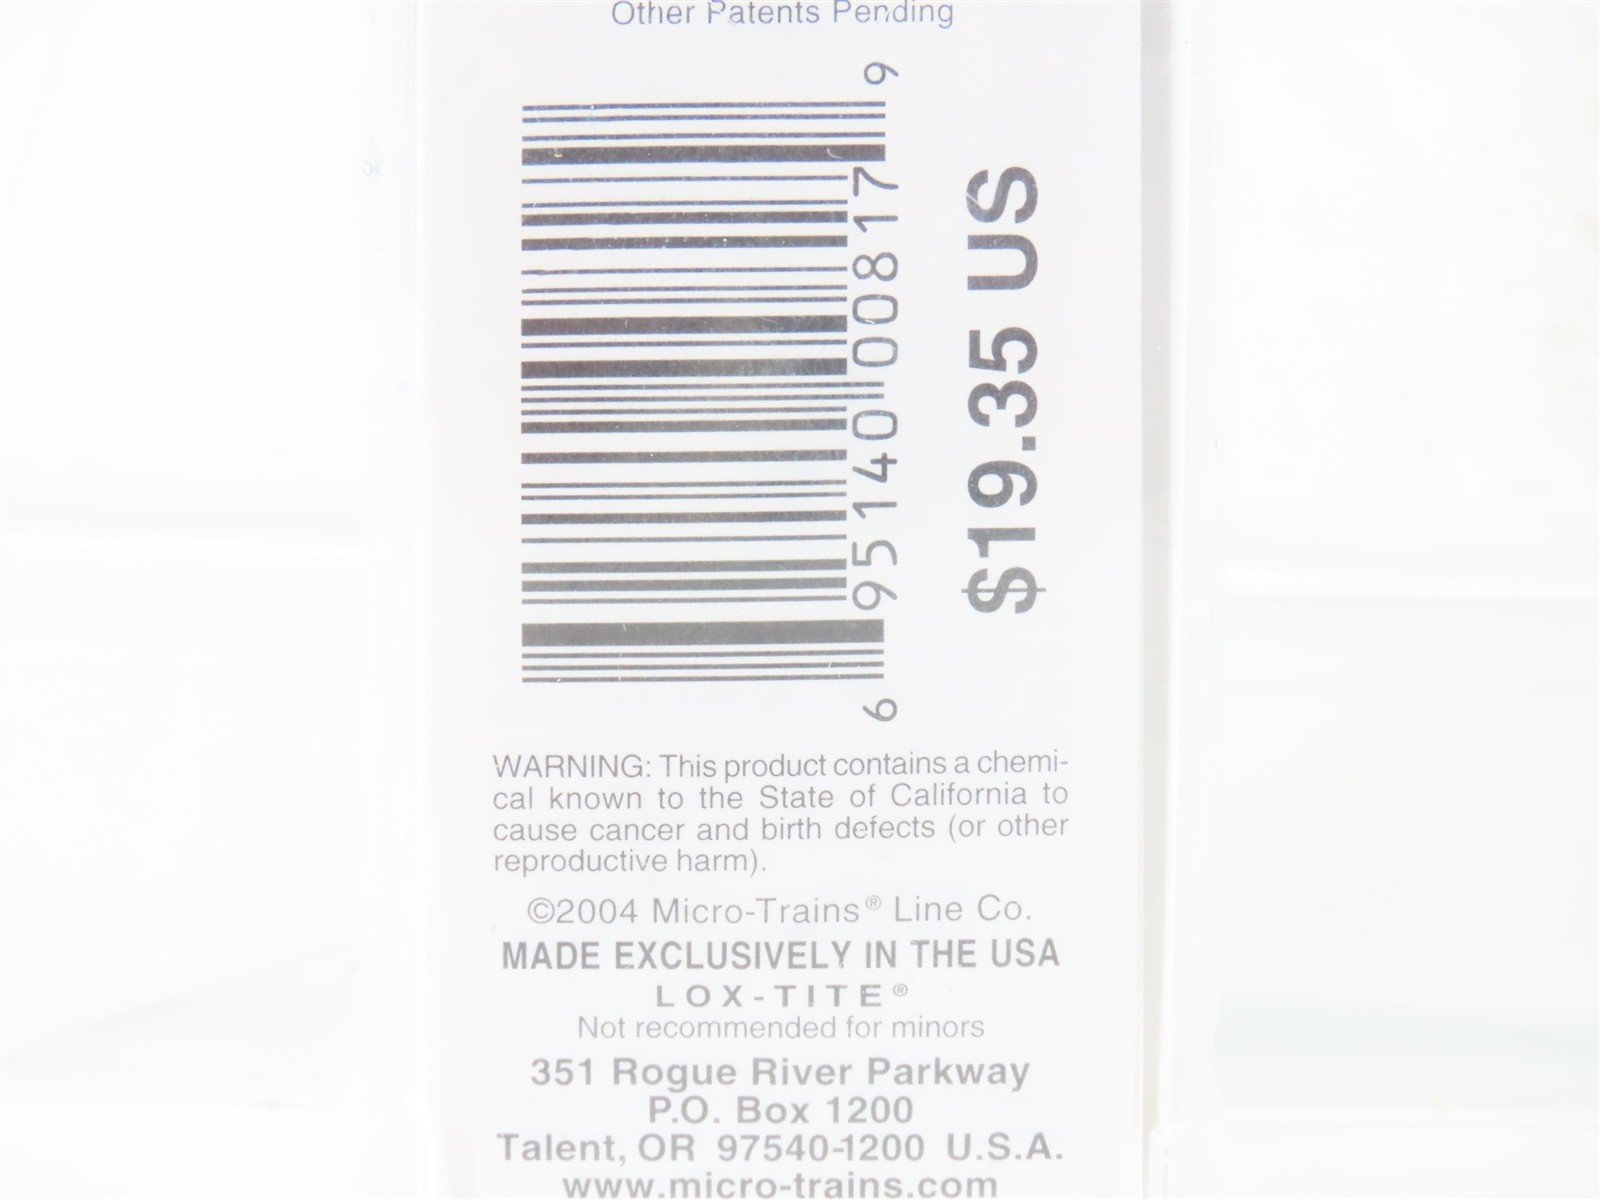 Other Patents Pending
6 95140 00817 9
$19.35 US
WARNING: This product contains a chemi-
cal known to the State of California to
cause cancer and birth defects (or other
reproductive harm).
©2004 Micro-Trains® Line Co.
MADE EXCLUSIVELY IN THE USA
LOX-TITE®
Not recommended for minors
351 Rogue River Parkway
P.O. Box 1200
Talent, OR 97540-1200 U.S.A.
www.micro-trains.com